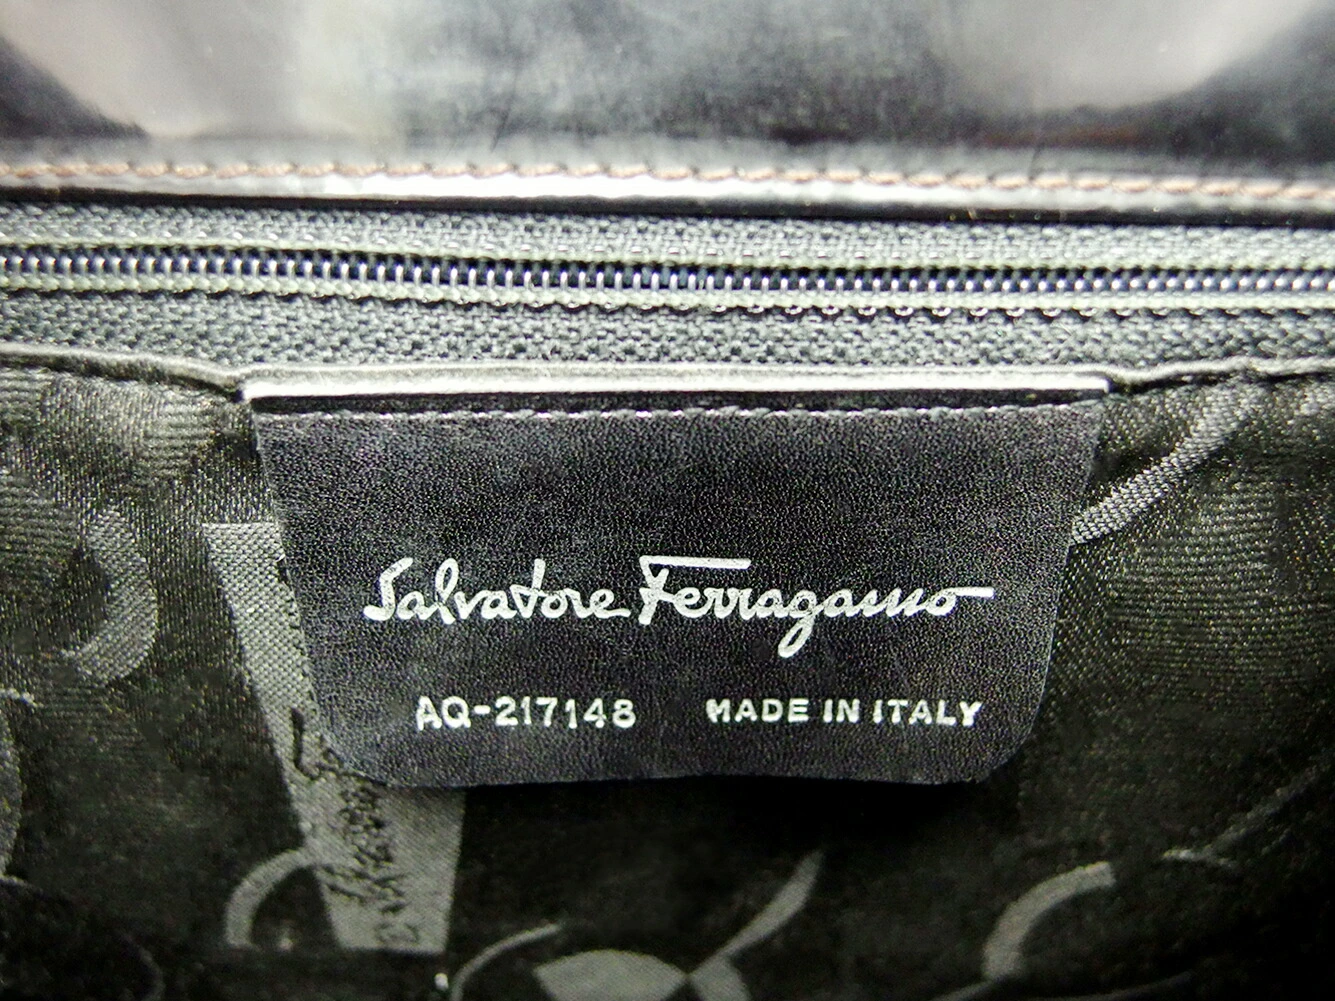 Salvatore Ferragamo
AQ-217148 MADE IN ITALY